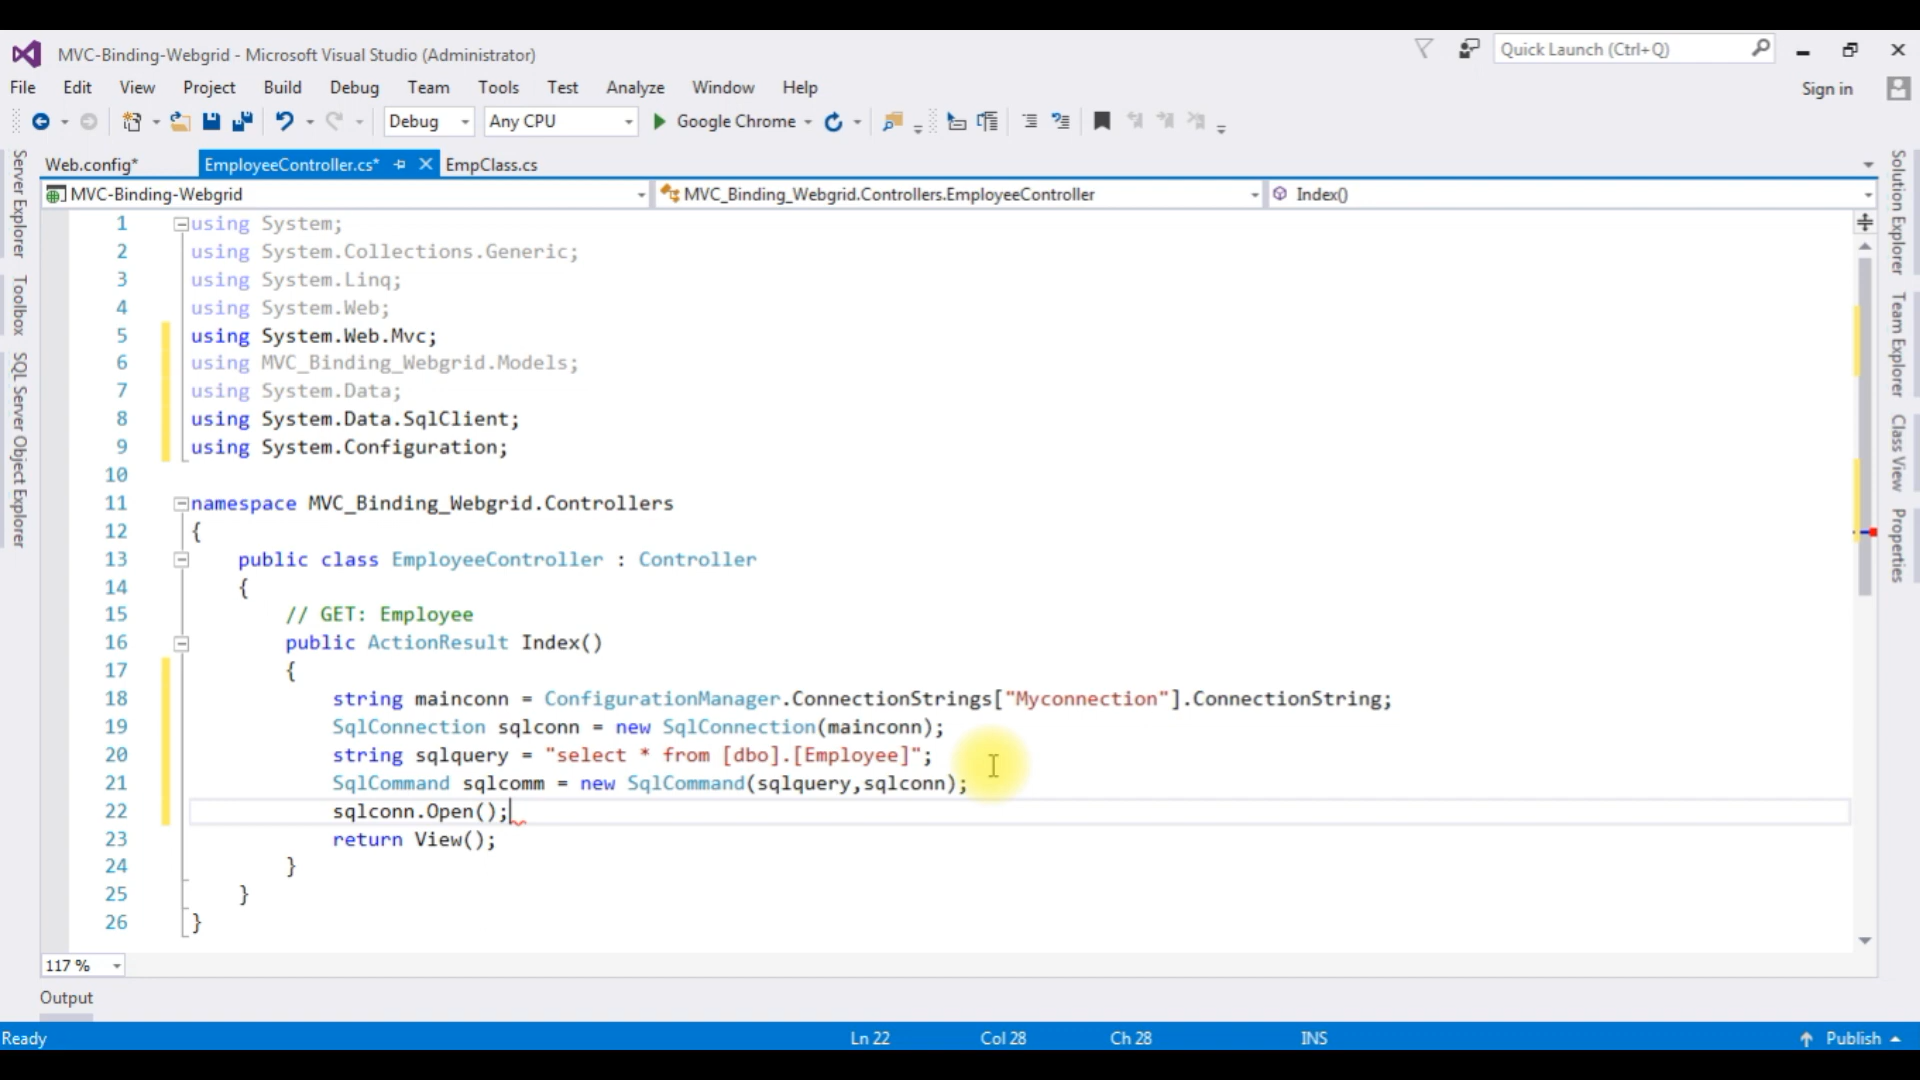 MVC-Binding-Webgrid - Microsoft Visual Studio (Administrator)
Quick Launch (Ctrl+Q)
File Edit View Project Build Debug Team Tools Test Analyze Window Help
Sign in
Debug Any CPU Google Chrome
Web.config* EmployeeController.cs* EmpClass.cs
MVC-Binding-Webgrid MVC_Binding_Webgrid.Controllers.EmployeeController Index()
Server Explorer
Toolbox
SQL Server Object Explorer
1 using System;
2 using System.Collections.Generic;
3 using System.Linq;
4 using System.Web;
5 using System.Web.Mvc;
6 using MVC_Binding_Webgrid.Models;
7 using System.Data;
8 using System.Data.SqlClient;
9 using System.Configuration;
10
11 namespace MVC_Binding_Webgrid.Controllers
12 {
13 public class EmployeeController : Controller
14 {
15 // GET: Employee
16 public ActionResult Index()
17 {
18 string mainconn = ConfigurationManager.ConnectionStrings["Myconnection"].ConnectionString;
19 SqlConnection sqlconn = new SqlConnection(mainconn);
20 string sqlquery = "select * from [dbo].[Employee]";
21 SqlCommand sqlcomm = new SqlCommand(sqlquery,sqlconn);
22 sqlconn.Open();
23 return View();
24 }
25 }
26 }
Solution Explorer
Team Explorer
Class View
Properties
117 %
Output
Ready Ln 22 Col 28 Ch 28 INS Publish